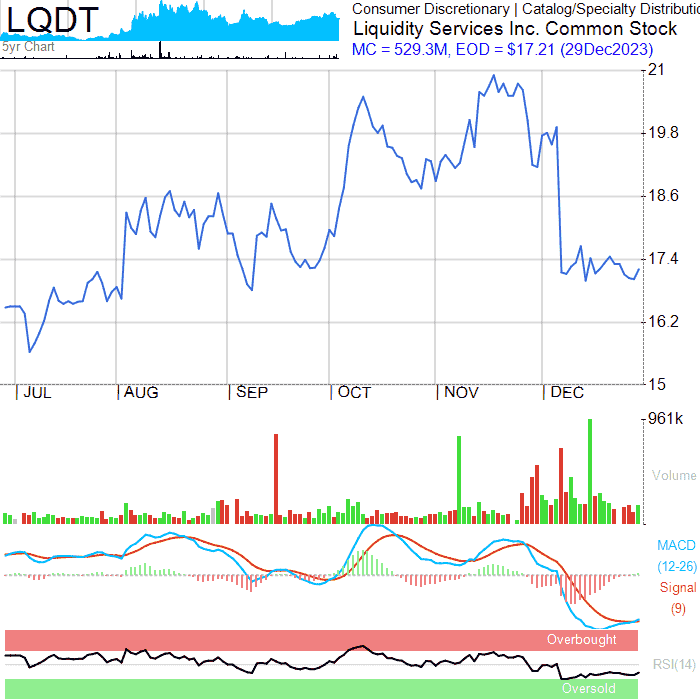 LQDT
5yr Chart
Consumer Discretionary | Catalog/Specialty Distributio
Liquidity Services Inc. Common Stock
MC = 529.3M, EOD = $17.21 (29Dec2023)
21
19.8
18.6
17.4
16.2
15
| JUL | AUG | SEP | OCT | NOV | DEC
961k
Volume
MACD
(12-26)
Signal
(9)
Overbought
RSI(14)
Oversold